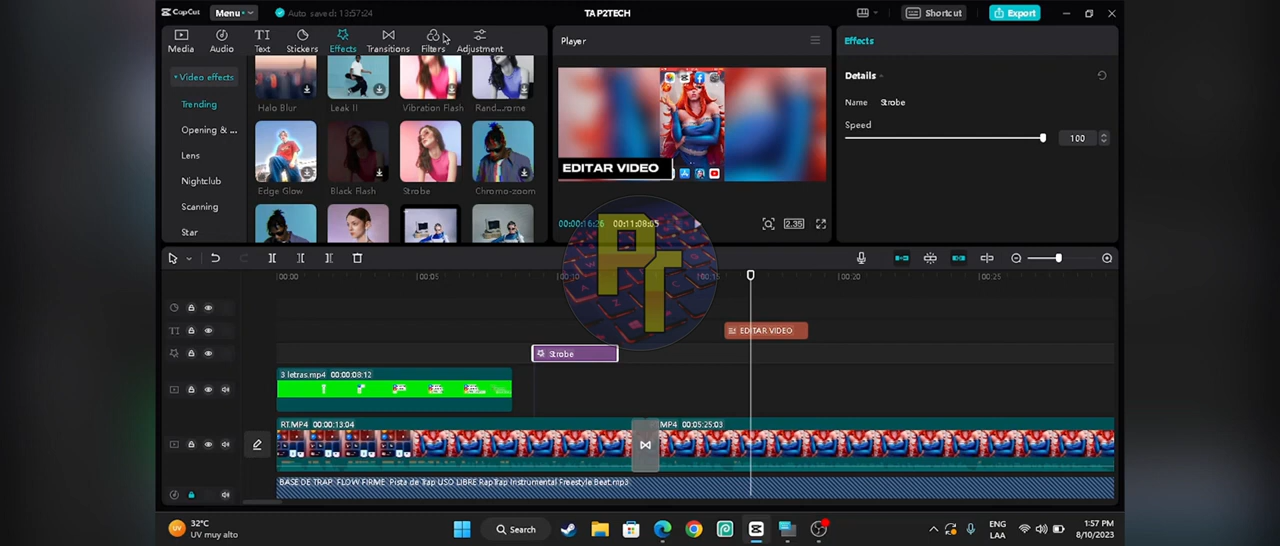 CapCut Menu Auto saved: 13:57:24 TA P2TECH Shortcut Export
Media Audio Text Stickers Effects Transitions Filters Adjustment
Player
Effects
Video effects
Trending
Opening & ...
Lens
Nightclub
Scanning
Star
Halo Blur Leak II Vibration Flash Rand...rome
Edge Glow Black Flash Strobe Chromo-zoom
EDITAR VIDEO
00:00:16:26 00:11:08:05
2.35
Details
Name Strobe
Speed
100
PT
00:00 00:05 00:10 00:15 00:20 00:25
TT
EDITAR VIDEO
Strobe
3 letras.mp4 00:00:08:12
RT.MP4 00:00:13:04
.MP4 00:05:25:03
BASE DE TRAP FLOW FIRME Pista de Trap USO LIBRE RapTrap Instrumental Freestyle Beat.mp3
UV
32°C
UV muy alto
Search
ENG
LAA
1:57 PM
8/10/2023